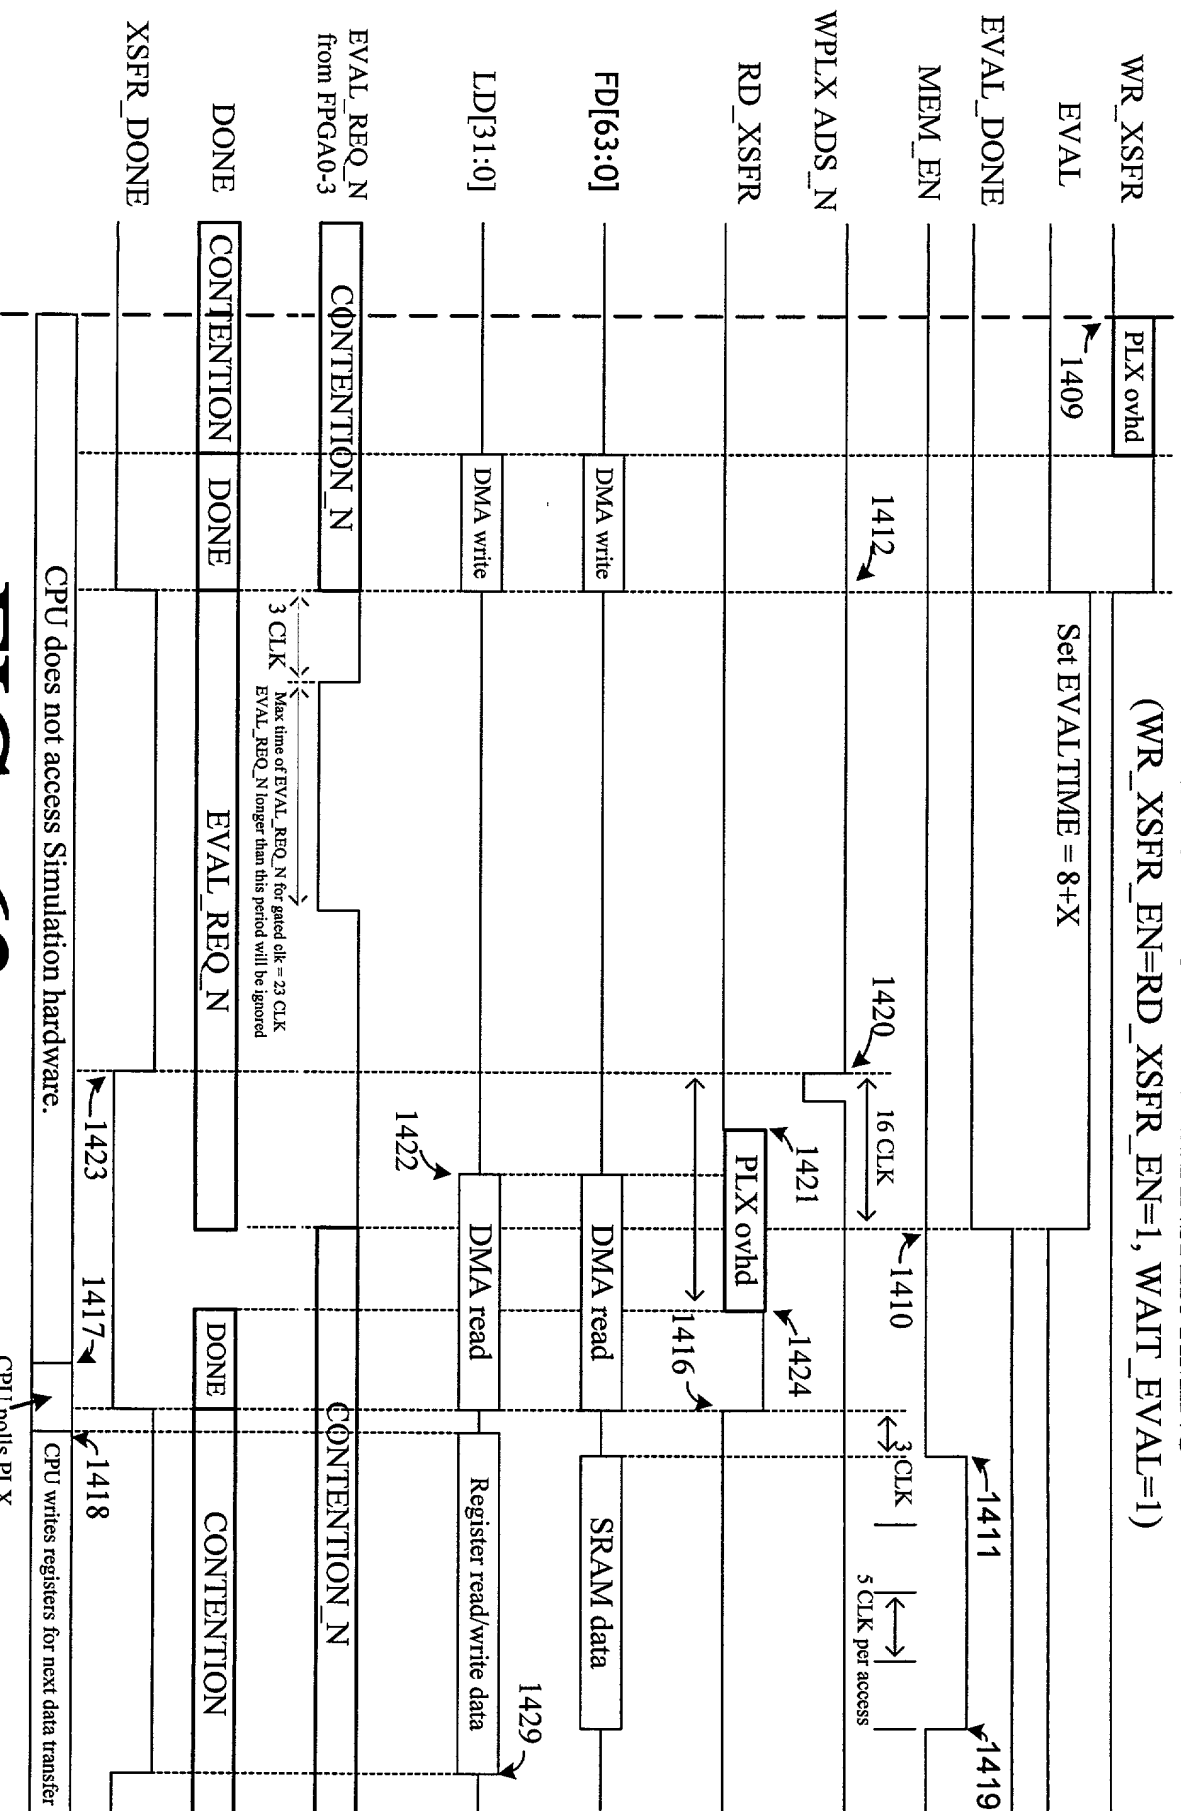 (WR_XSFR_EN=RD_XSFR_EN=1, WAIT_EVAL=1)
WR_XSFR
PLX ovhd
1409
EVAL
Set EVALTIME = 8+X
EVAL_DONE
MEM_EN
1410
1411
1419
3 CLK
5 CLK per access
WPLX ADS_N
1412
1420
16 CLK
RD_XSFR
1421
PLX ovhd
1424
1416
FD[63:0]
DMA write
DMA read
SRAM data
LD[31:0]
DMA write
1422
DMA read
Register read/write data
1429
EVAL_REQ_N
from FPGA0-3
CONTENTION_N
CONTENTION_N
3 CLK
Max time of EVAL_REQ_N for gated clk = 23 CLK
EVAL_REQ_N longer than this period will be ignored
DONE
CONTENTION
DONE
EVAL_REQ_N
DONE
CONTENTION
XSFR_DONE
1423
1417
1418
CPU does not access Simulation hardware.
CPU writes registers for next data transfer
CPU polls PLX